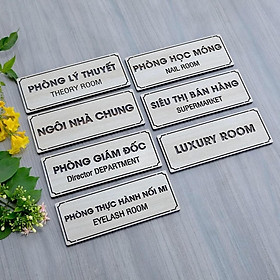 PHÒNG LÝ THUYẾT
THEORY ROOM
PHÒNG HỌC MÓNG
NAIL ROOM
NGÔI NHÀ CHUNG
SIÊU THỊ BÁN HÀNG
SUPERMARKET
PHÒNG GIÁM ĐỐC
Director DEPARTMENT
LUXURY ROOM
PHÒNG THỰC HÀNH NỐI MI
EYELASH ROOM